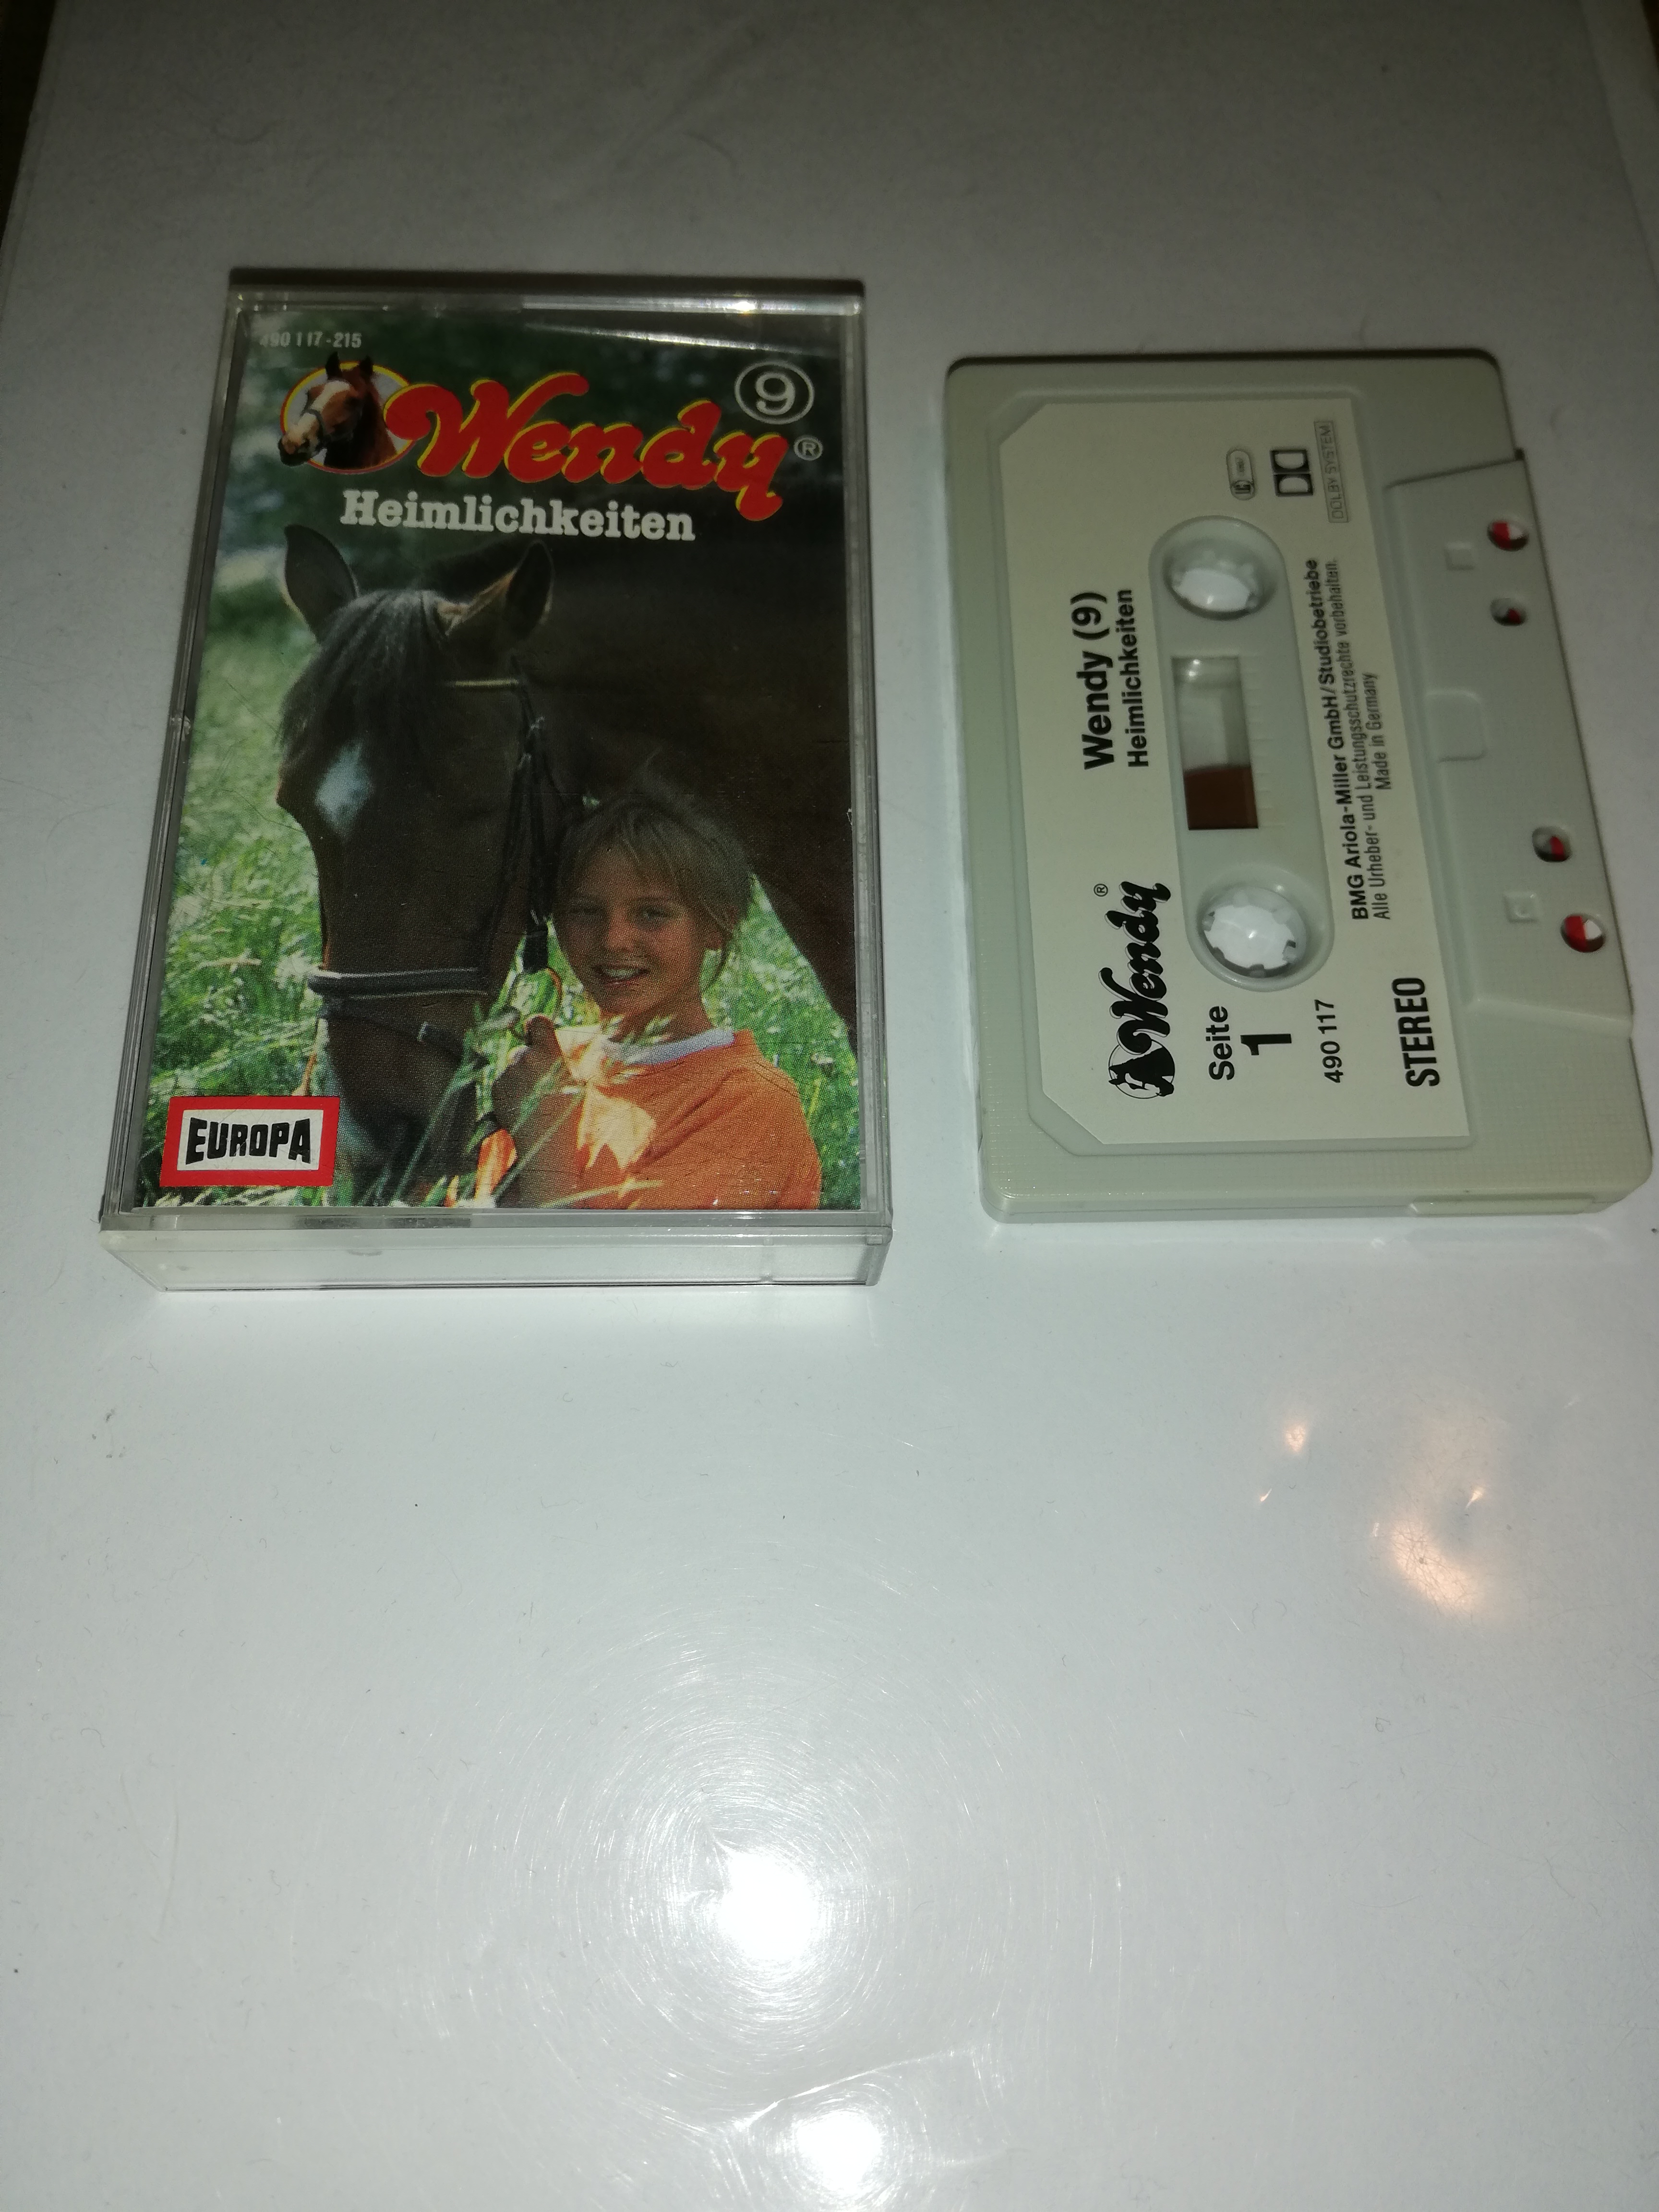 490 117-215
9
Wendy®
Heimlichkeiten
EUROPA
Wendy®
Wendy (9)
Heimlichkeiten
Seite
1
490 117
STEREO
BMG Ariola-Miller GmbH/Studiobetriebe
Alle Urheber- und Leistungsschutzrechte vorbehalten.
Made in Germany
DOLBY SYSTEM